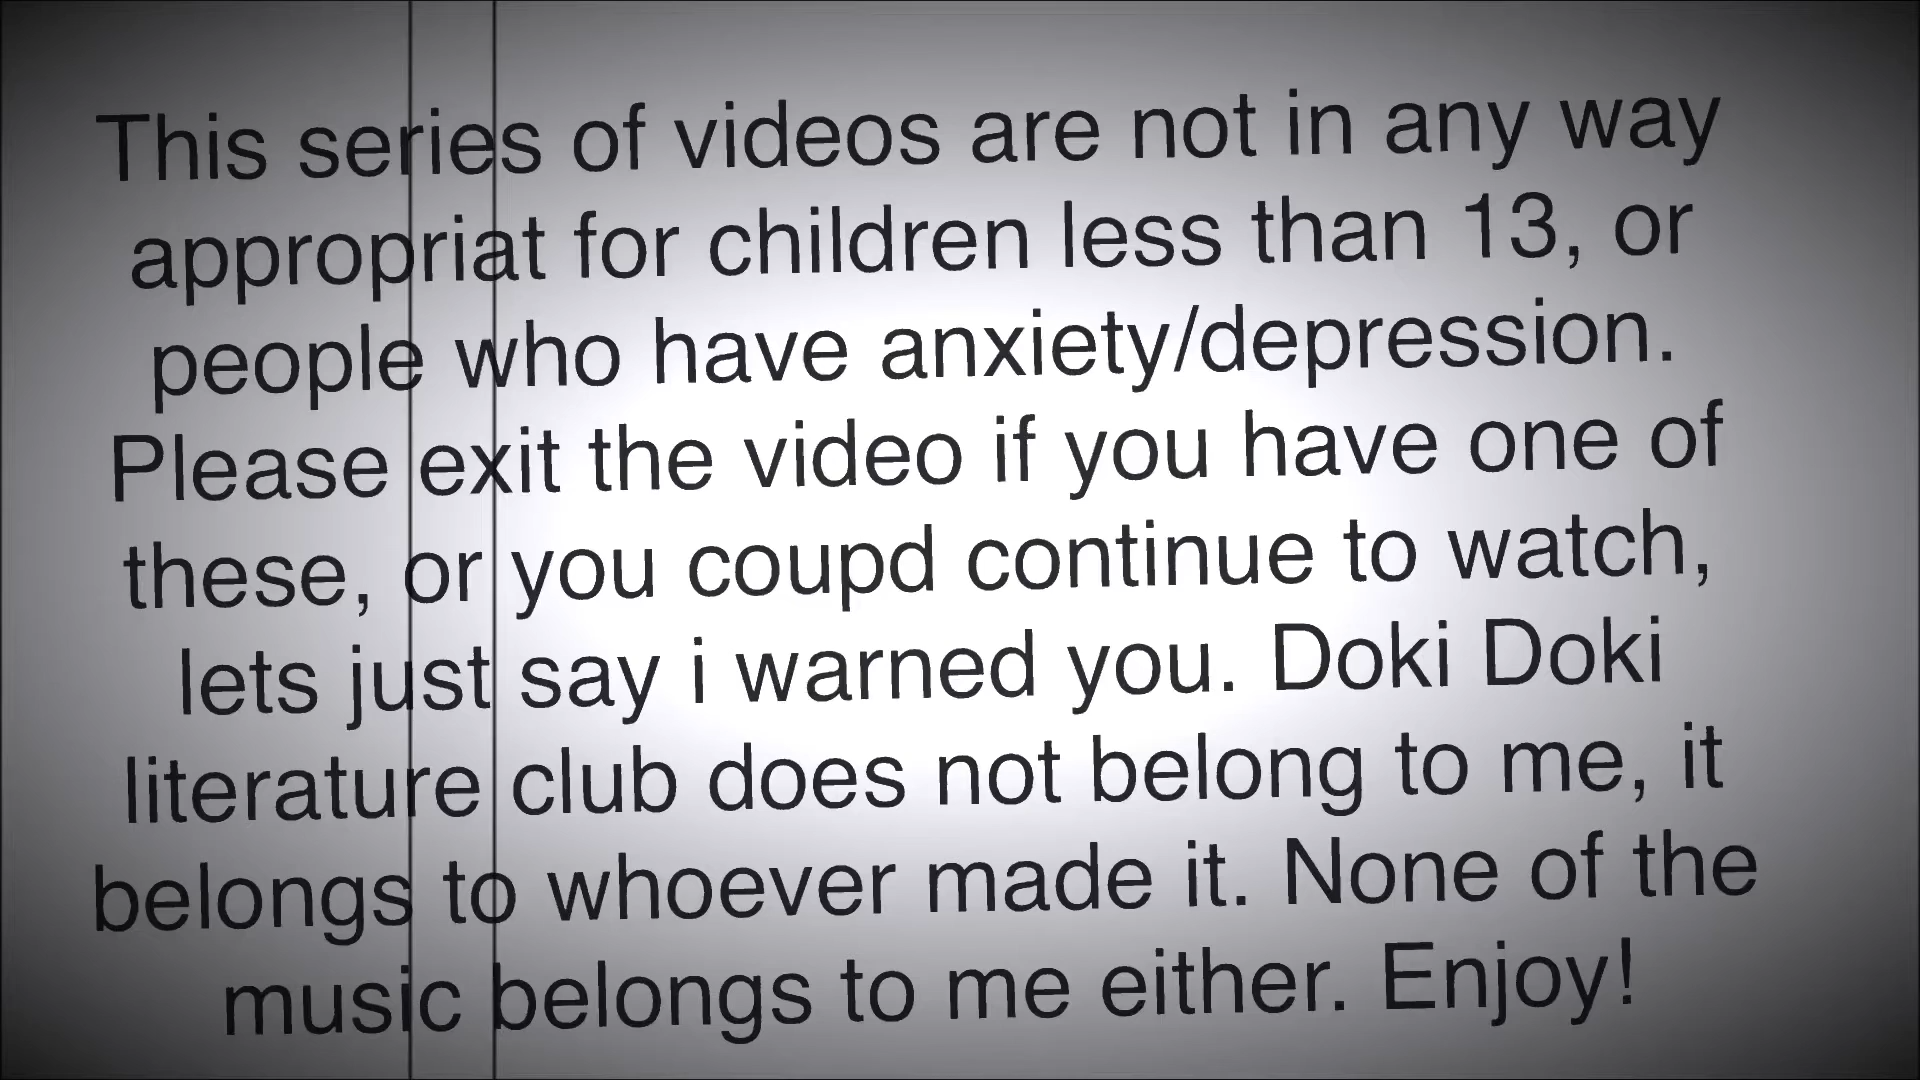 This series of videos are not in any way
appropriat for children less than 13, or
people who have anxiety/depression.
Please exit the video if you have one of
these, or you coupd continue to watch,
lets just say i warned you. Doki Doki
literature club does not belong to me, it
belongs to whoever made it. None of the
music belongs to me either. Enjoy!